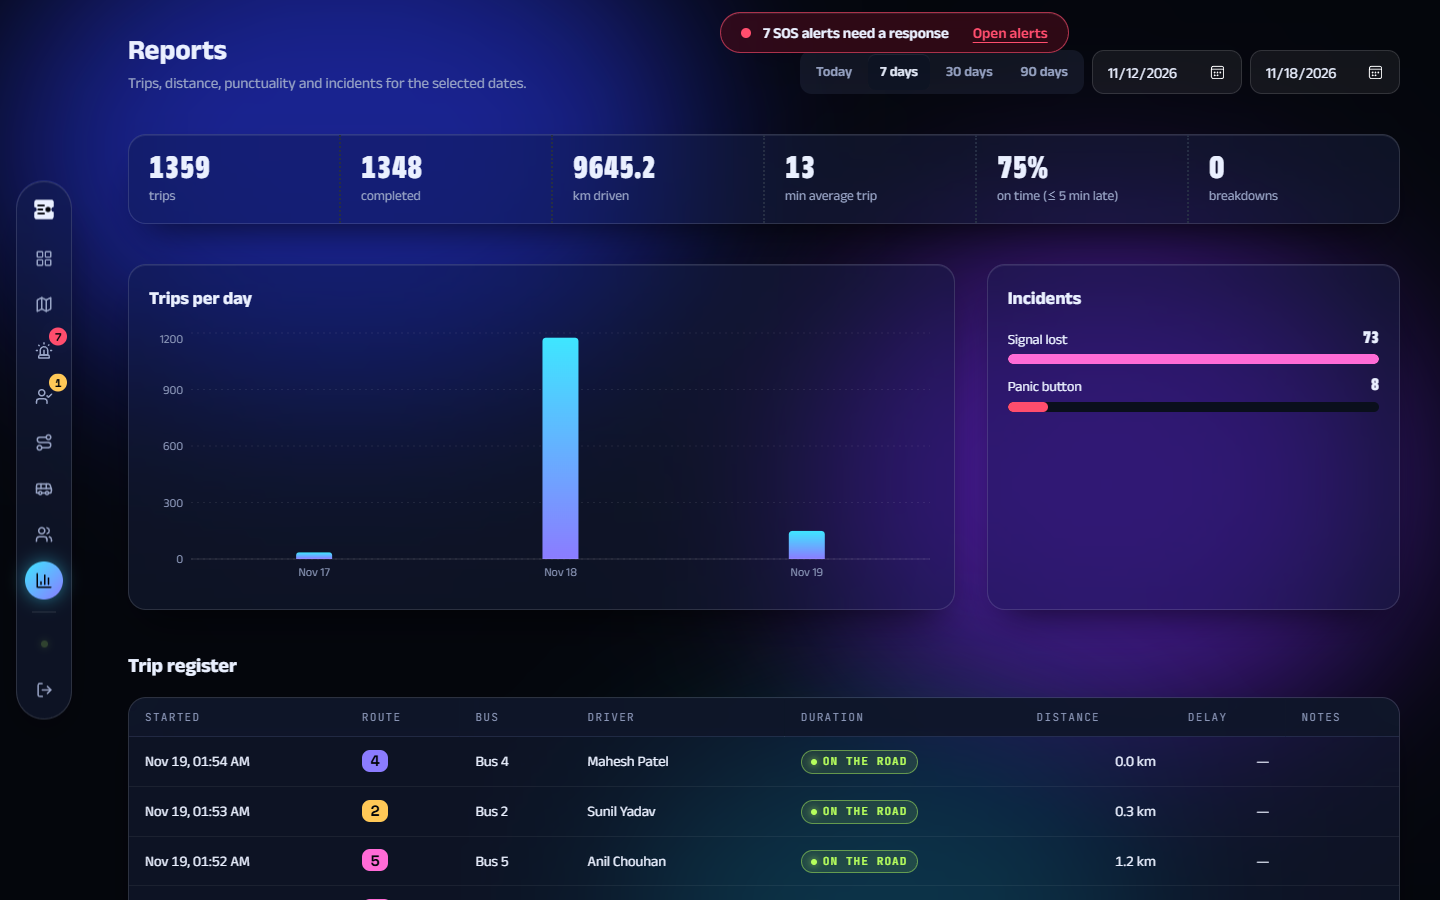 7 SOS alerts need a response Open alerts
Reports
Trips, distance, punctuality and incidents for the selected dates.
Today 7 days 30 days 90 days 11/12/2026 11/18/2026
1359 1348 9645.2 13 75% 0
trips completed km driven min average trip on time (≤ 5 min late) breakdowns
7
1
Trips per day
1200
900
600
300
0
Nov 17 Nov 18 Nov 19
Incidents
Signal lost 73
Panic button 8
Trip register
STARTED ROUTE BUS DRIVER DURATION DISTANCE DELAY NOTES
Nov 19, 01:54 AM 4 Bus 4 Mahesh Patel ON THE ROAD 0.0 km —
Nov 19, 01:53 AM 2 Bus 2 Sunil Yadav ON THE ROAD 0.3 km —
Nov 19, 01:52 AM 5 Bus 5 Anil Chouhan ON THE ROAD 1.2 km —